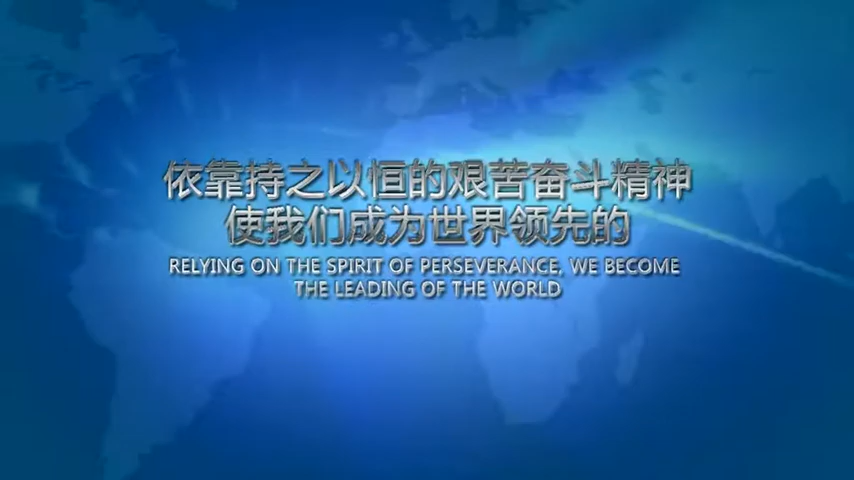 依靠持之以恒的艰苦奋斗精神
使我们成为世界领先的
RELYING ON THE SPIRIT OF PERSEVERANCE, WE BECOME
THE LEADING OF THE WORLD